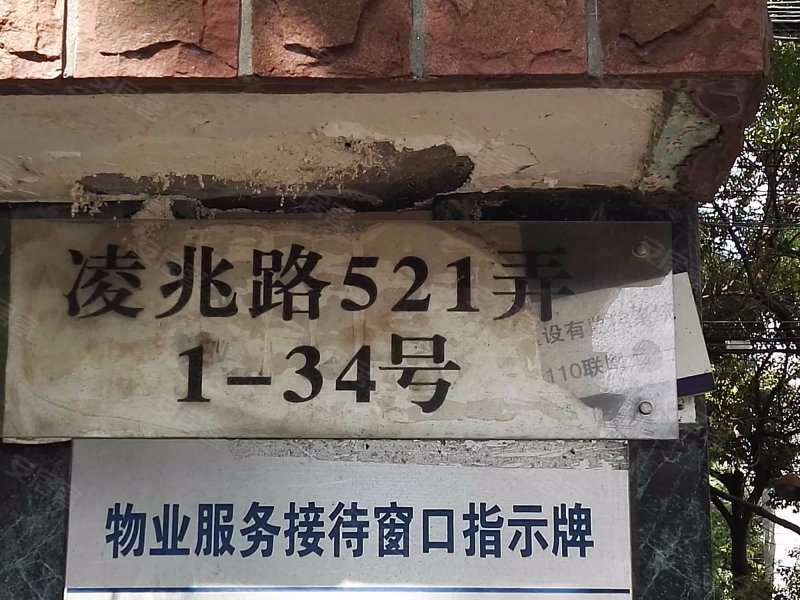 凌兆路521弄
1-34号
设有
110联
物业服务接待窗口指示牌